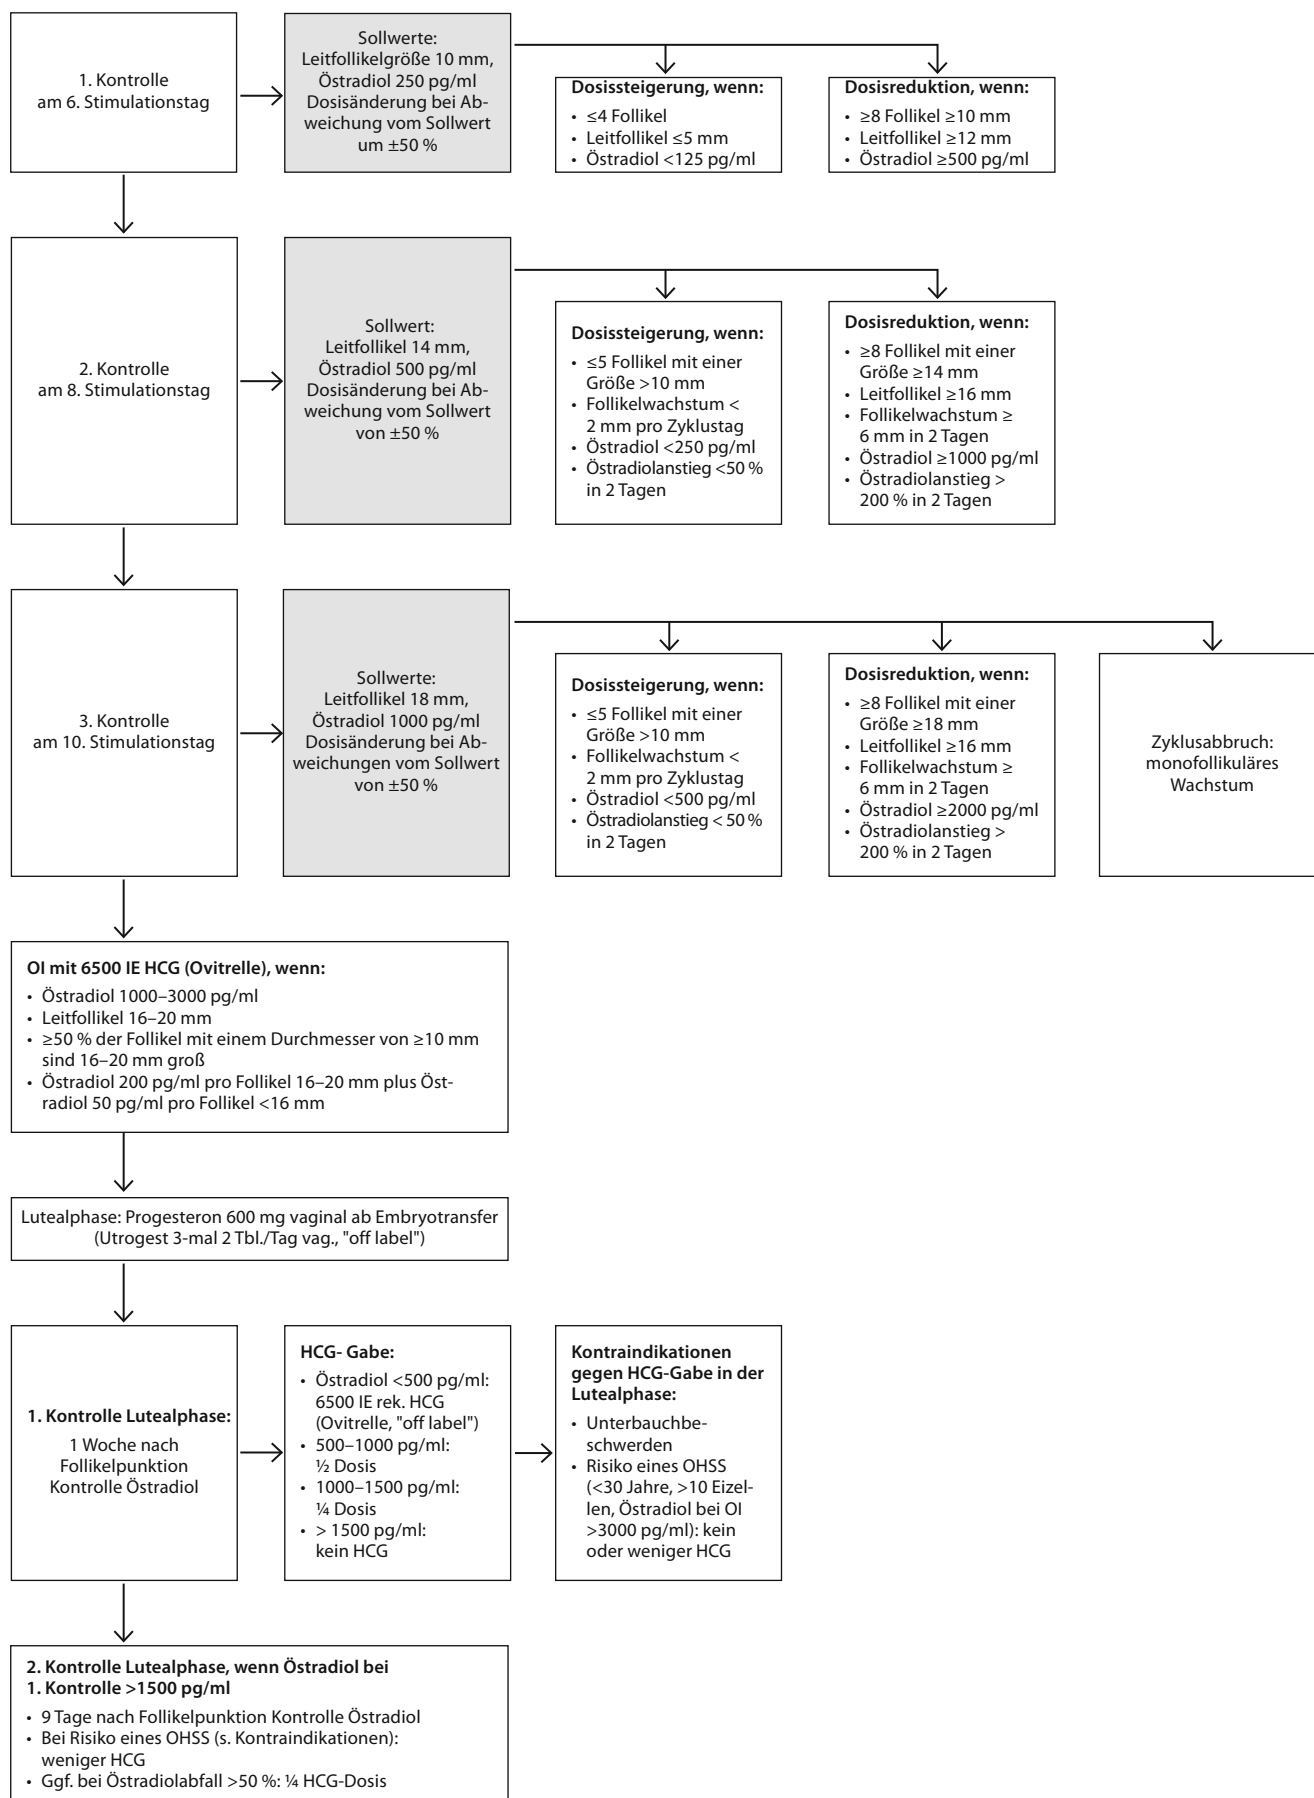 1. Kontrolle
am 6. Stimulationstag
Sollwerte:
Leitfollikelgröße 10 mm,
Östradiol 250 pg/ml
Dosisänderung bei Ab-
weichung vom Sollwert
um ±50 %
Dosissteigerung, wenn:
• ≤4 Follikel
• Leitfollikel ≤5 mm
• Östradiol <125 pg/ml
Dosisreduktion, wenn:
• ≥8 Follikel ≥10 mm
• Leitfollikel ≥12 mm
• Östradiol ≥500 pg/ml
2. Kontrolle
am 8. Stimulationstag
Sollwert:
Leitfollikel 14 mm,
Östradiol 500 pg/ml
Dosisänderung bei Ab-
weichung vom Sollwert
von ±50 %
Dosissteigerung, wenn:
• ≤5 Follikel mit einer
Größe >10 mm
• Follikelwachstum <
2 mm pro Zyklustag
• Östradiol <250 pg/ml
• Östradiolanstieg <50 %
in 2 Tagen
Dosisreduktion, wenn:
• ≥8 Follikel mit einer
Größe ≥14 mm
• Leitfollikel ≥16 mm
• Follikelwachstum ≥
6 mm in 2 Tagen
• Östradiol ≥1000 pg/ml
• Östradiolanstieg >
200 % in 2 Tagen
3. Kontrolle
am 10. Stimulationstag
Sollwerte:
Leitfollikel 18 mm,
Östradiol 1000 pg/ml
Dosisänderung bei Ab-
weichungen vom Sollwert
von ±50 %
Dosissteigerung, wenn:
• ≤5 Follikel mit einer
Größe >10 mm
• Follikelwachstum <
2 mm pro Zyklustag
• Östradiol <500 pg/ml
• Östradiolanstieg < 50 %
in 2 Tagen
Dosisreduktion, wenn:
• ≥8 Follikel mit einer
Größe ≥18 mm
• Leitfollikel ≥16 mm
• Follikelwachstum ≥
6 mm in 2 Tagen
• Östradiol ≥2000 pg/ml
• Östradiolanstieg >
200 % in 2 Tagen
Zyklusabbruch:
monofollikuläres
Wachstum
OI mit 6500 IE HCG (Ovitrelle), wenn:
• Östradiol 1000–3000 pg/ml
• Leitfollikel 16–20 mm
• ≥50 % der Follikel mit einem Durchmesser von ≥10 mm
sind 16–20 mm groß
• Östradiol 200 pg/ml pro Follikel 16–20 mm plus Öst-
radiol 50 pg/ml pro Follikel <16 mm
Lutealphase: Progesteron 600 mg vaginal ab Embryotransfer
(Utrogest 3-mal 2 Tbl./Tag vag., "off label")
1. Kontrolle Lutealphase:
1 Woche nach
Follikelpunktion
Kontrolle Östradiol
HCG- Gabe:
• Östradiol <500 pg/ml:
6500 IE rek. HCG
(Ovitrelle, "off label")
• 500–1000 pg/ml:
½ Dosis
• 1000–1500 pg/ml:
¼ Dosis
• > 1500 pg/ml:
kein HCG
Kontraindikationen
gegen HCG-Gabe in der
Lutealphase:
• Unterbauchbe-
schwerden
• Risiko eines OHSS
(<30 Jahre, >10 Eizel-
len, Östradiol bei OI
>3000 pg/ml): kein
oder weniger HCG
2. Kontrolle Lutealphase, wenn Östradiol bei
1. Kontrolle >1500 pg/ml
• 9 Tage nach Follikelpunktion Kontrolle Östradiol
• Bei Risiko eines OHSS (s. Kontraindikationen):
weniger HCG
• Ggf. bei Östradiolabfall >50 %: ¼ HCG-Dosis